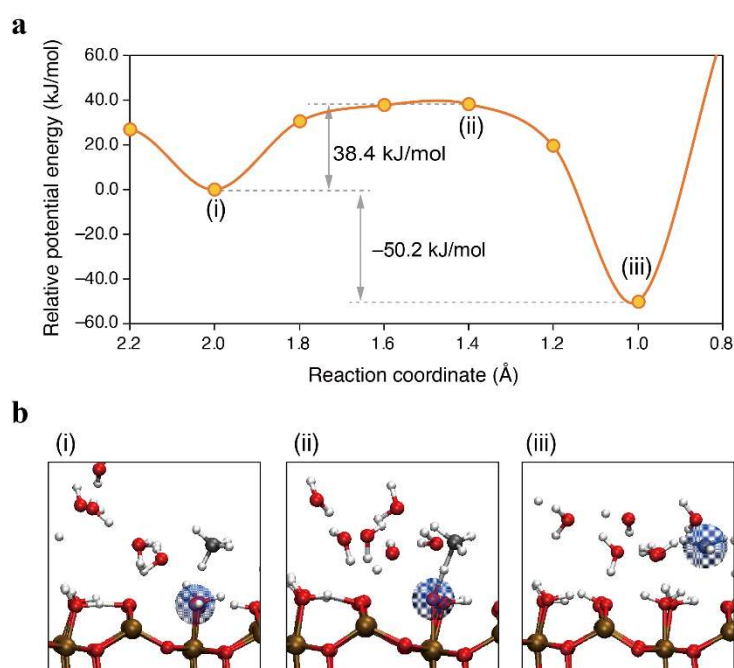 a
Relative potential energy (kJ/mol)
60.0
40.0
20.0
0.0
−20.0
−40.0
−60.0
(i)
38.4 kJ/mol
−50.2 kJ/mol
(ii)
(iii)
2.2 2.0 1.8 1.6 1.4 1.2 1.0 0.8
Reaction coordinate (Å)
b
(i) (ii) (iii)